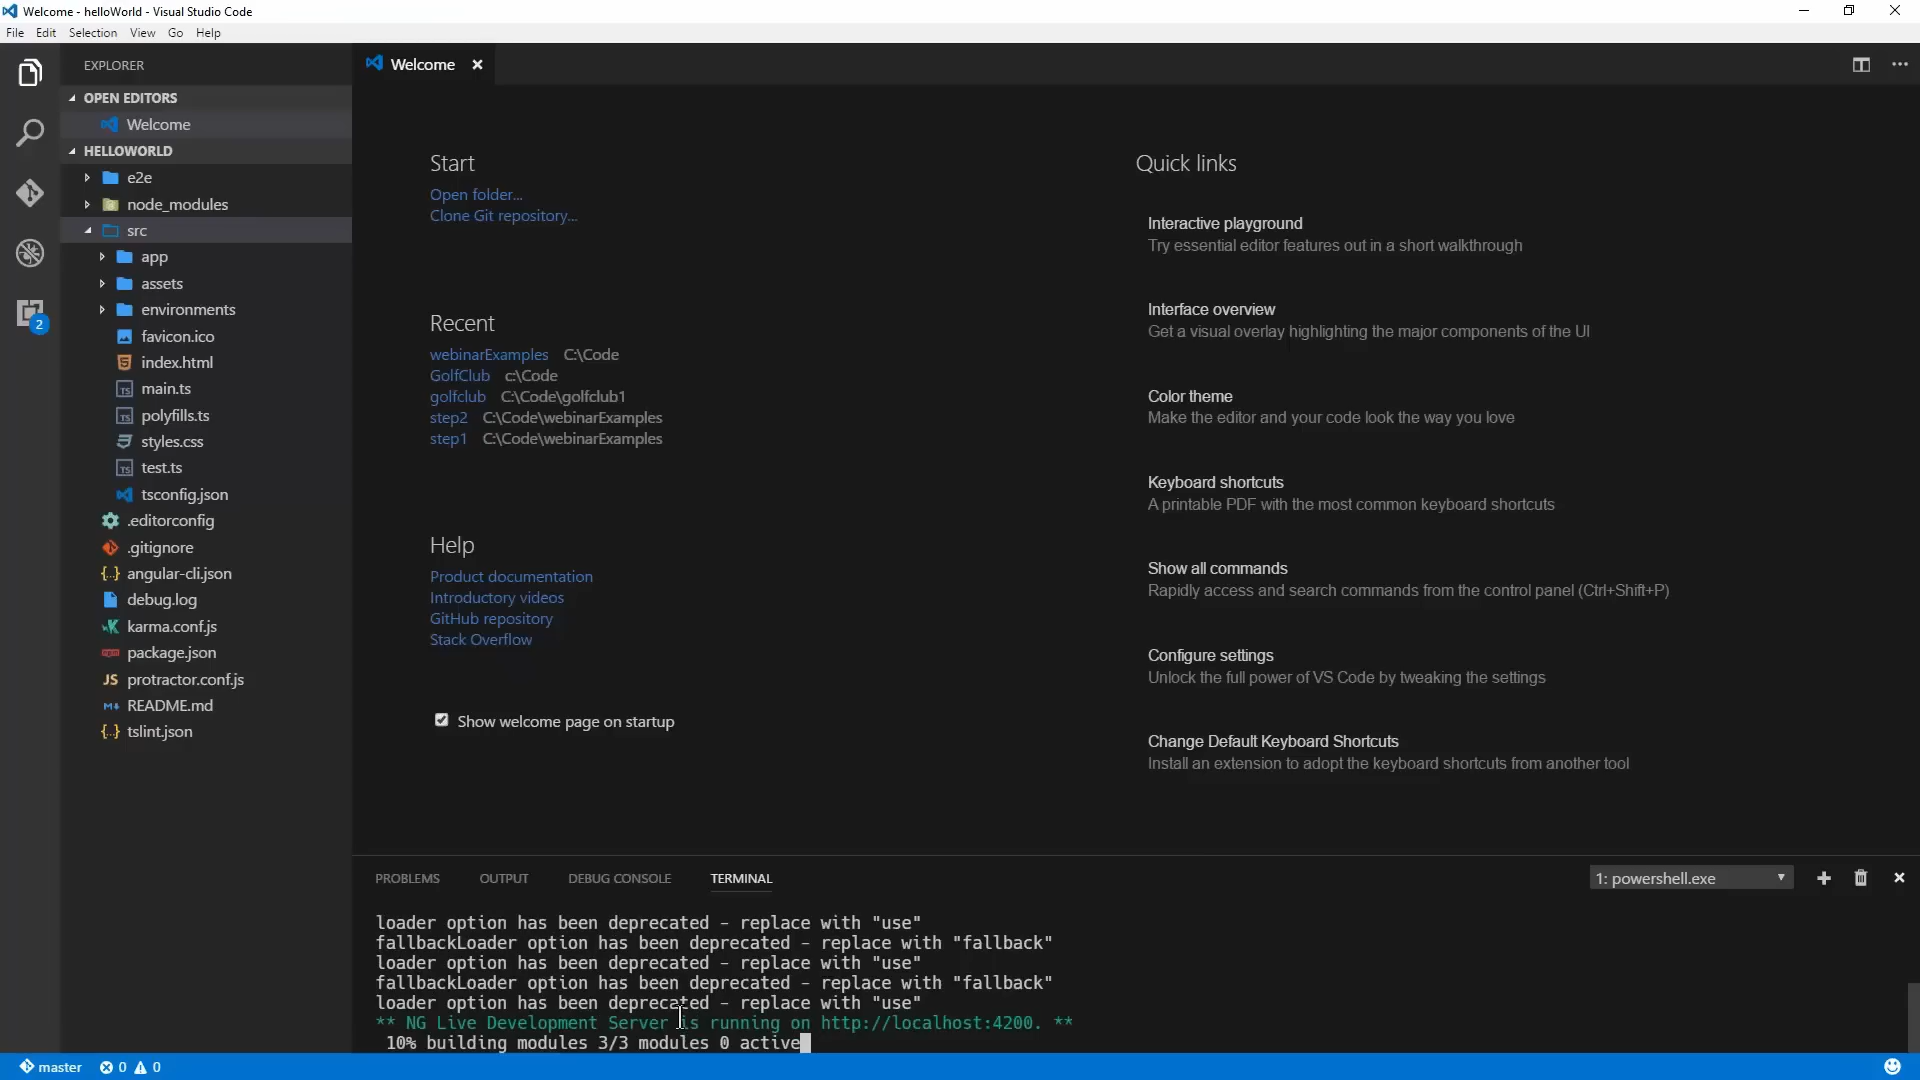 Welcome - helloWorld - Visual Studio Code
File Edit Selection View Go Help
EXPLORER
OPEN EDITORS
Welcome
HELLOWORLD
e2e
node_modules
src
app
assets
environments
favicon.ico
index.html
TS main.ts
TS polyfills.ts
styles.css
TS test.ts
tsconfig.json
.editorconfig
.gitignore
{..} angular-cli.json
debug.log
karma.conf.js
package.json
JS protractor.conf.js
README.md
{..} tslint.json
2
Welcome
Start
Open folder...
Clone Git repository...
Recent
webinarExamples C:\Code
GolfClub c:\Code
golfclub C:\Code\golfclub1
step2 C:\Code\webinarExamples
step1 C:\Code\webinarExamples
Help
Product documentation
Introductory videos
GitHub repository
Stack Overflow
Show welcome page on startup
Quick links
Interactive playground
Try essential editor features out in a short walkthrough
Interface overview
Get a visual overlay highlighting the major components of the UI
Color theme
Make the editor and your code look the way you love
Keyboard shortcuts
A printable PDF with the most common keyboard shortcuts
Show all commands
Rapidly access and search commands from the control panel (Ctrl+Shift+P)
Configure settings
Unlock the full power of VS Code by tweaking the settings
Change Default Keyboard Shortcuts
Install an extension to adopt the keyboard shortcuts from another tool
PROBLEMS OUTPUT DEBUG CONSOLE TERMINAL
1: powershell.exe
loader option has been deprecated - replace with "use"
fallbackLoader option has been deprecated - replace with "fallback"
loader option has been deprecated - replace with "use"
fallbackLoader option has been deprecated - replace with "fallback"
loader option has been deprecated - replace with "use"
** NG Live Development Server is running on http://localhost:4200. **
10% building modules 3/3 modules 0 active
master 0 0